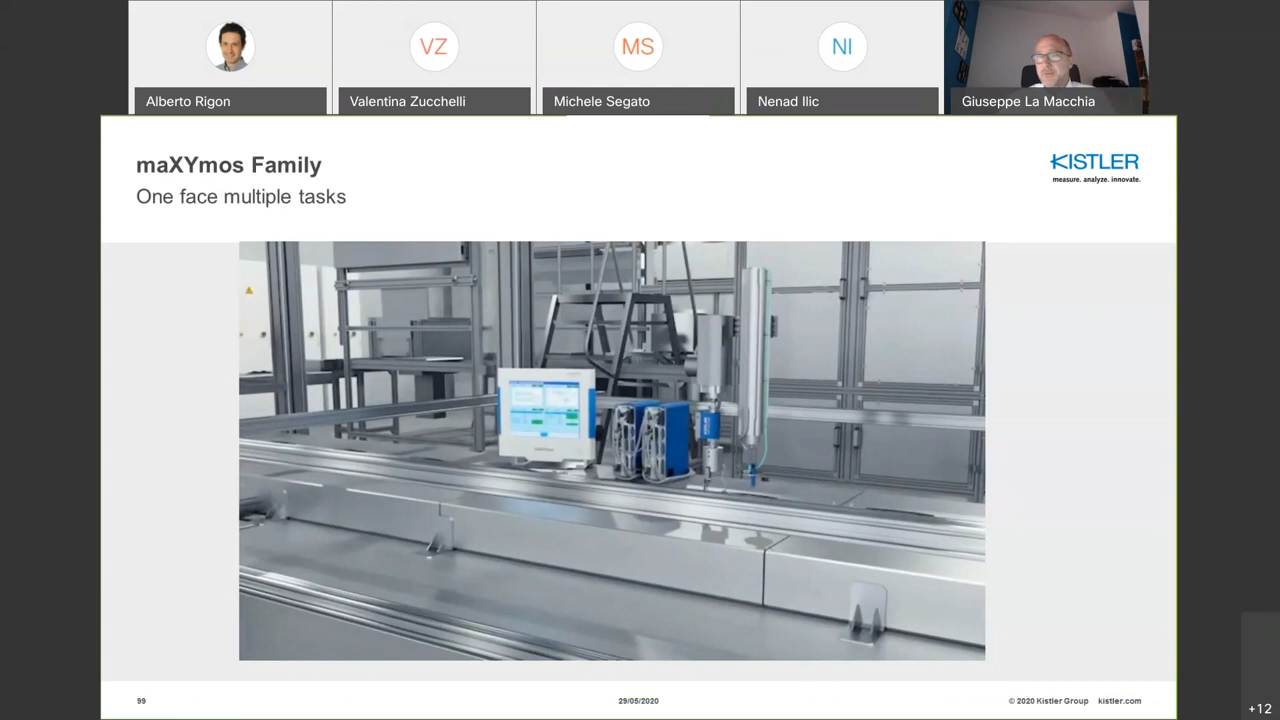 VZ
MS
NI
Alberto Rigon
Valentina Zucchelli
Michele Segato
Nenad Ilic
Giuseppe La Macchia
maXYmos Family
One face multiple tasks
KISTLER
measure. analyze. innovate.
99
29/05/2020
© 2020 Kistler Group kistler.com
+12